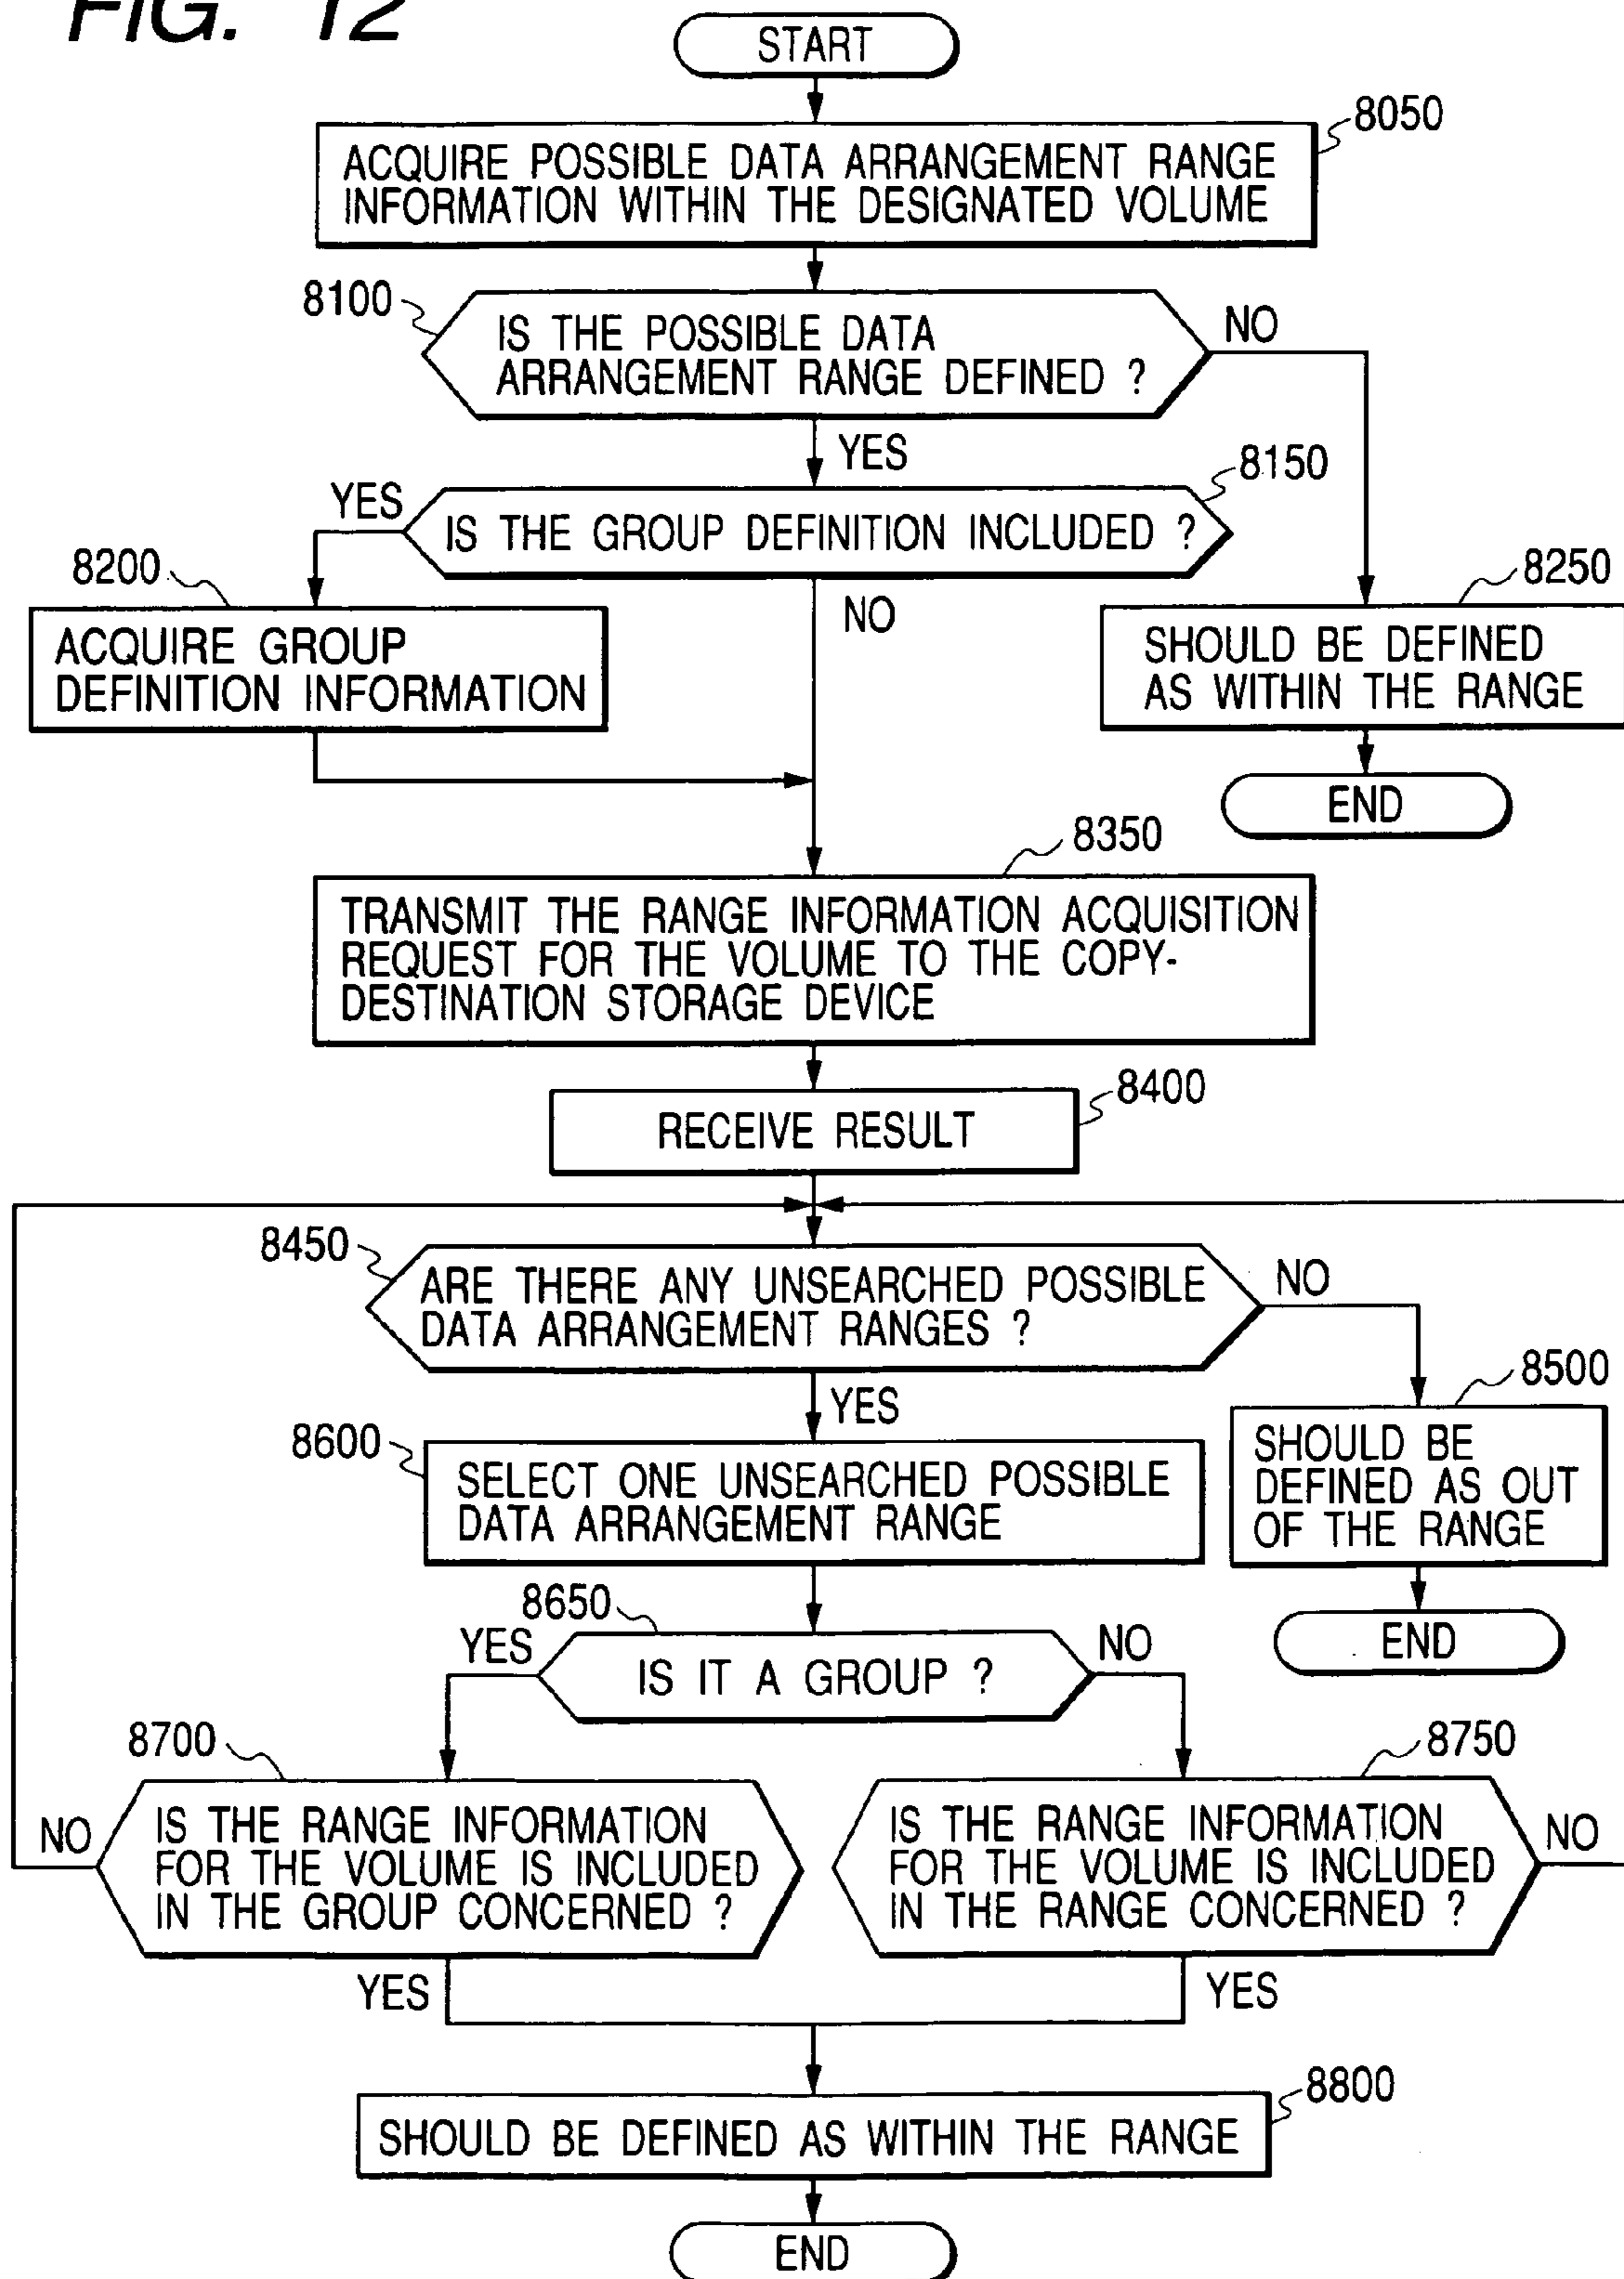 FIG. 12
START
8050
ACQUIRE POSSIBLE DATA ARRANGEMENT RANGE
INFORMATION WITHIN THE DESIGNATED VOLUME
8100
IS THE POSSIBLE DATA
ARRANGEMENT RANGE DEFINED ?
NO
YES
8150
YES
IS THE GROUP DEFINITION INCLUDED ?
8200
NO
8250
ACQUIRE GROUP
DEFINITION INFORMATION
SHOULD BE DEFINED
AS WITHIN THE RANGE
END
8350
TRANSMIT THE RANGE INFORMATION ACQUISITION
REQUEST FOR THE VOLUME TO THE COPY-
DESTINATION STORAGE DEVICE
8400
RECEIVE RESULT
8450
ARE THERE ANY UNSEARCHED POSSIBLE
DATA ARRANGEMENT RANGES ?
NO
YES
8500
SHOULD BE
DEFINED AS OUT
OF THE RANGE
END
8600
SELECT ONE UNSEARCHED POSSIBLE
DATA ARRANGEMENT RANGE
8650
YES
IS IT A GROUP ?
NO
8700
IS THE RANGE INFORMATION
FOR THE VOLUME IS INCLUDED
IN THE GROUP CONCERNED ?
NO
YES
8750
IS THE RANGE INFORMATION
FOR THE VOLUME IS INCLUDED
IN THE RANGE CONCERNED ?
NO
YES
8800
SHOULD BE DEFINED AS WITHIN THE RANGE
END